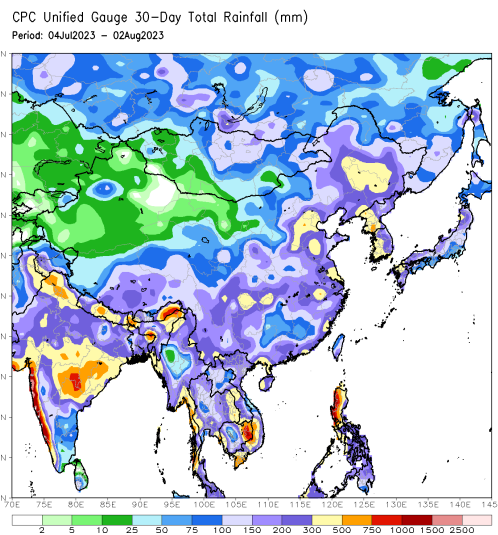 CPC Unified Gauge 30-Day Total Rainfall (mm)
Period: 04Jul2023 - 02Aug2023
N
N
N
N
N
N
N
N
N
N
N
N
70E 75E 80E 85E 90E 95E 100E 105E 110E 115E 120E 125E 130E 135E 140E 145
2 5 10 25 50 75 100 150 200 300 500 750 1000 1500 2500